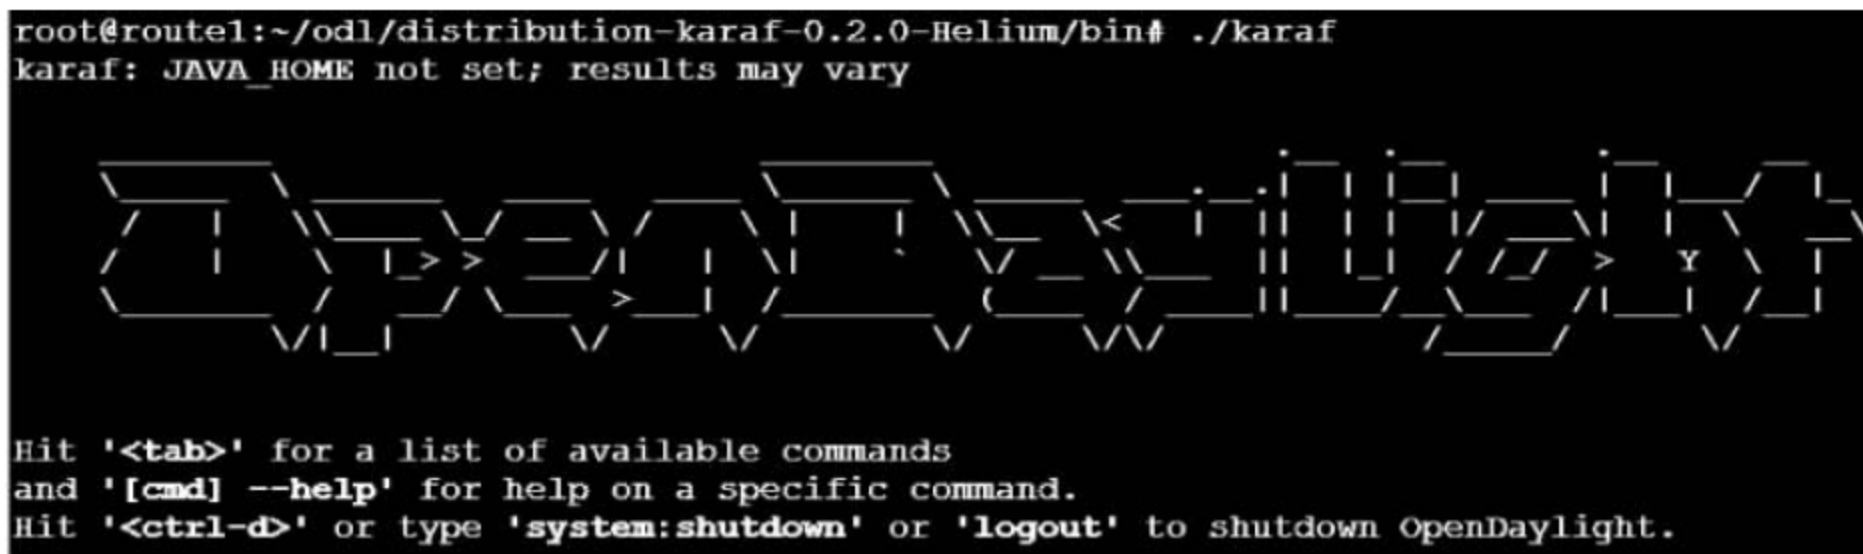 root@route1:~/odl/distribution-karaf-0.2.0-Helium/bin# ./karaf
karaf: JAVA_HOME not set; results may vary
OpenDaylight
Hit '<tab>' for a list of available commands
and '[cmd] --help' for help on a specific command.
Hit '<ctrl-d>' or type 'system:shutdown' or 'logout' to shutdown OpenDaylight.